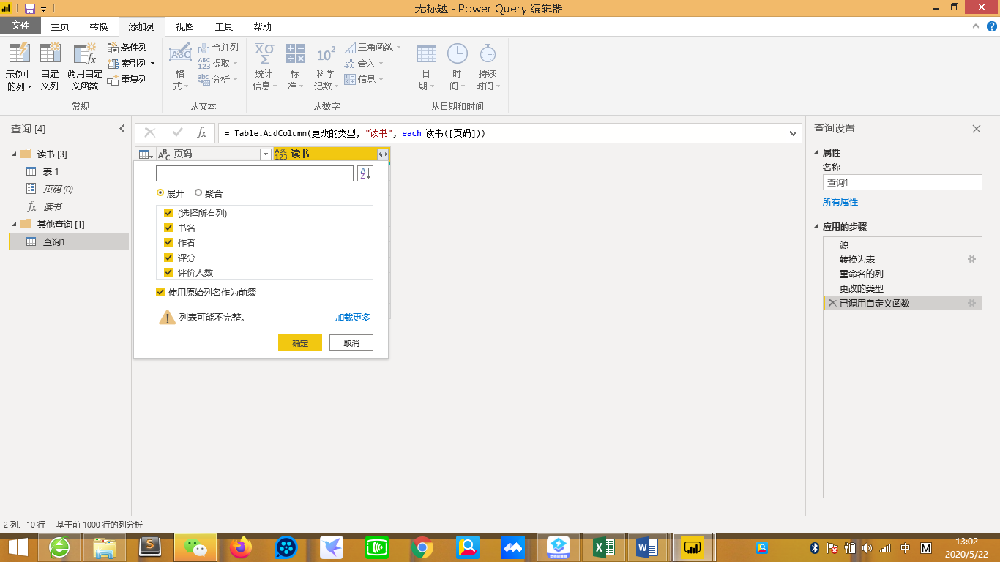 无标题 - Power Query 编辑器
文件 主页 转换 添加列 视图 工具 帮助
示例中的列 自定义列 调用自定义函数 条件列 索引列 重复列
常规
格式 合并列 提取 分析
从文本
统计信息 标准 科学记数 三角函数 舍入 信息
从数字
日期 时间 持续时间
从日期和时间
查询 [4]
读书 [3]
表 1
页码 (0)
读书
其他查询 [1]
查询1
= Table.AddColumn(更改的类型, "读书", each 读书([页码]))
页码 读书
展开 聚合
(选择所有列)
书名
作者
评分
评价人数
使用原始列名作为前缀
列表可能不完整。 加载更多
确定 取消
查询设置
属性
名称
查询1
所有属性
应用的步骤
源
转换为表
重命名的列
更改的类型
已调用自定义函数
2 列、10 行 基于前 1000 行的列分析
中 M
13:02
2020/5/22